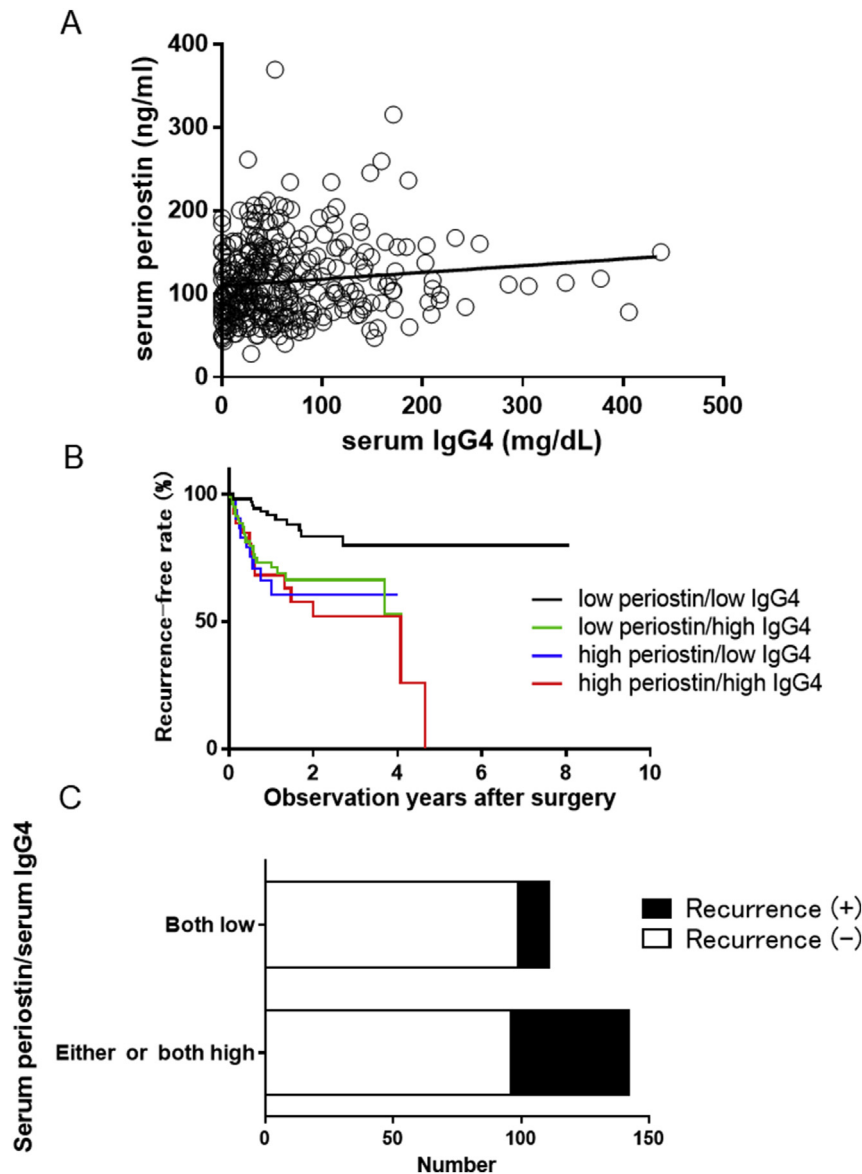 A
serum periostin (ng/ml)
400
300
200
100
0
0 100 200 300 400 500
serum IgG4 (mg/dL)
B
Recurrence-free rate (%)
100
50
0
low periostin/low IgG4
low periostin/high IgG4
high periostin/low IgG4
high periostin/high IgG4
0 2 4 6 8 10
Observation years after surgery
C
Serum periostin/serum IgG4
Both low
Either or both high
Recurrence (+)
Recurrence (-)
0 50 100 150
Number